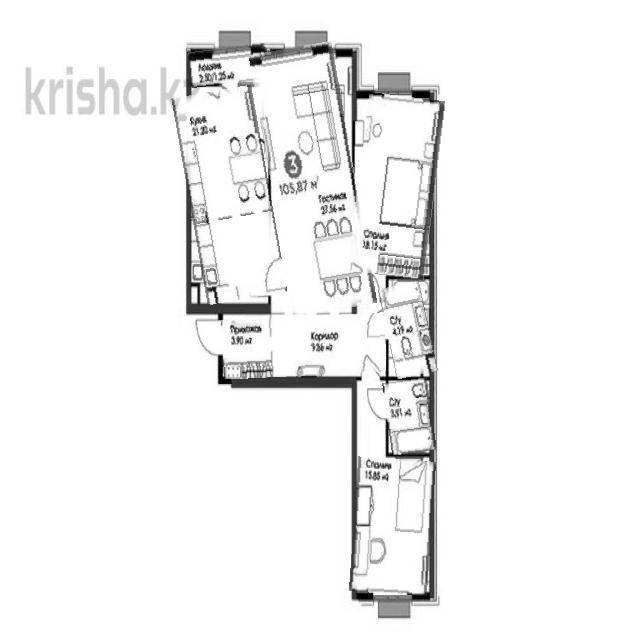 Лоджия
2.50/1.25 м2
krisha.k
Кухня
21.20 м2
3
105,87 м²
Гостиная
27.56 м2
Спальня
18.15 м2
С/у
4.19 м2
Прихожая
3.90 м2
Коридор
9.26 м2
С/у
3.51 м2
Спальня
15.85 м2